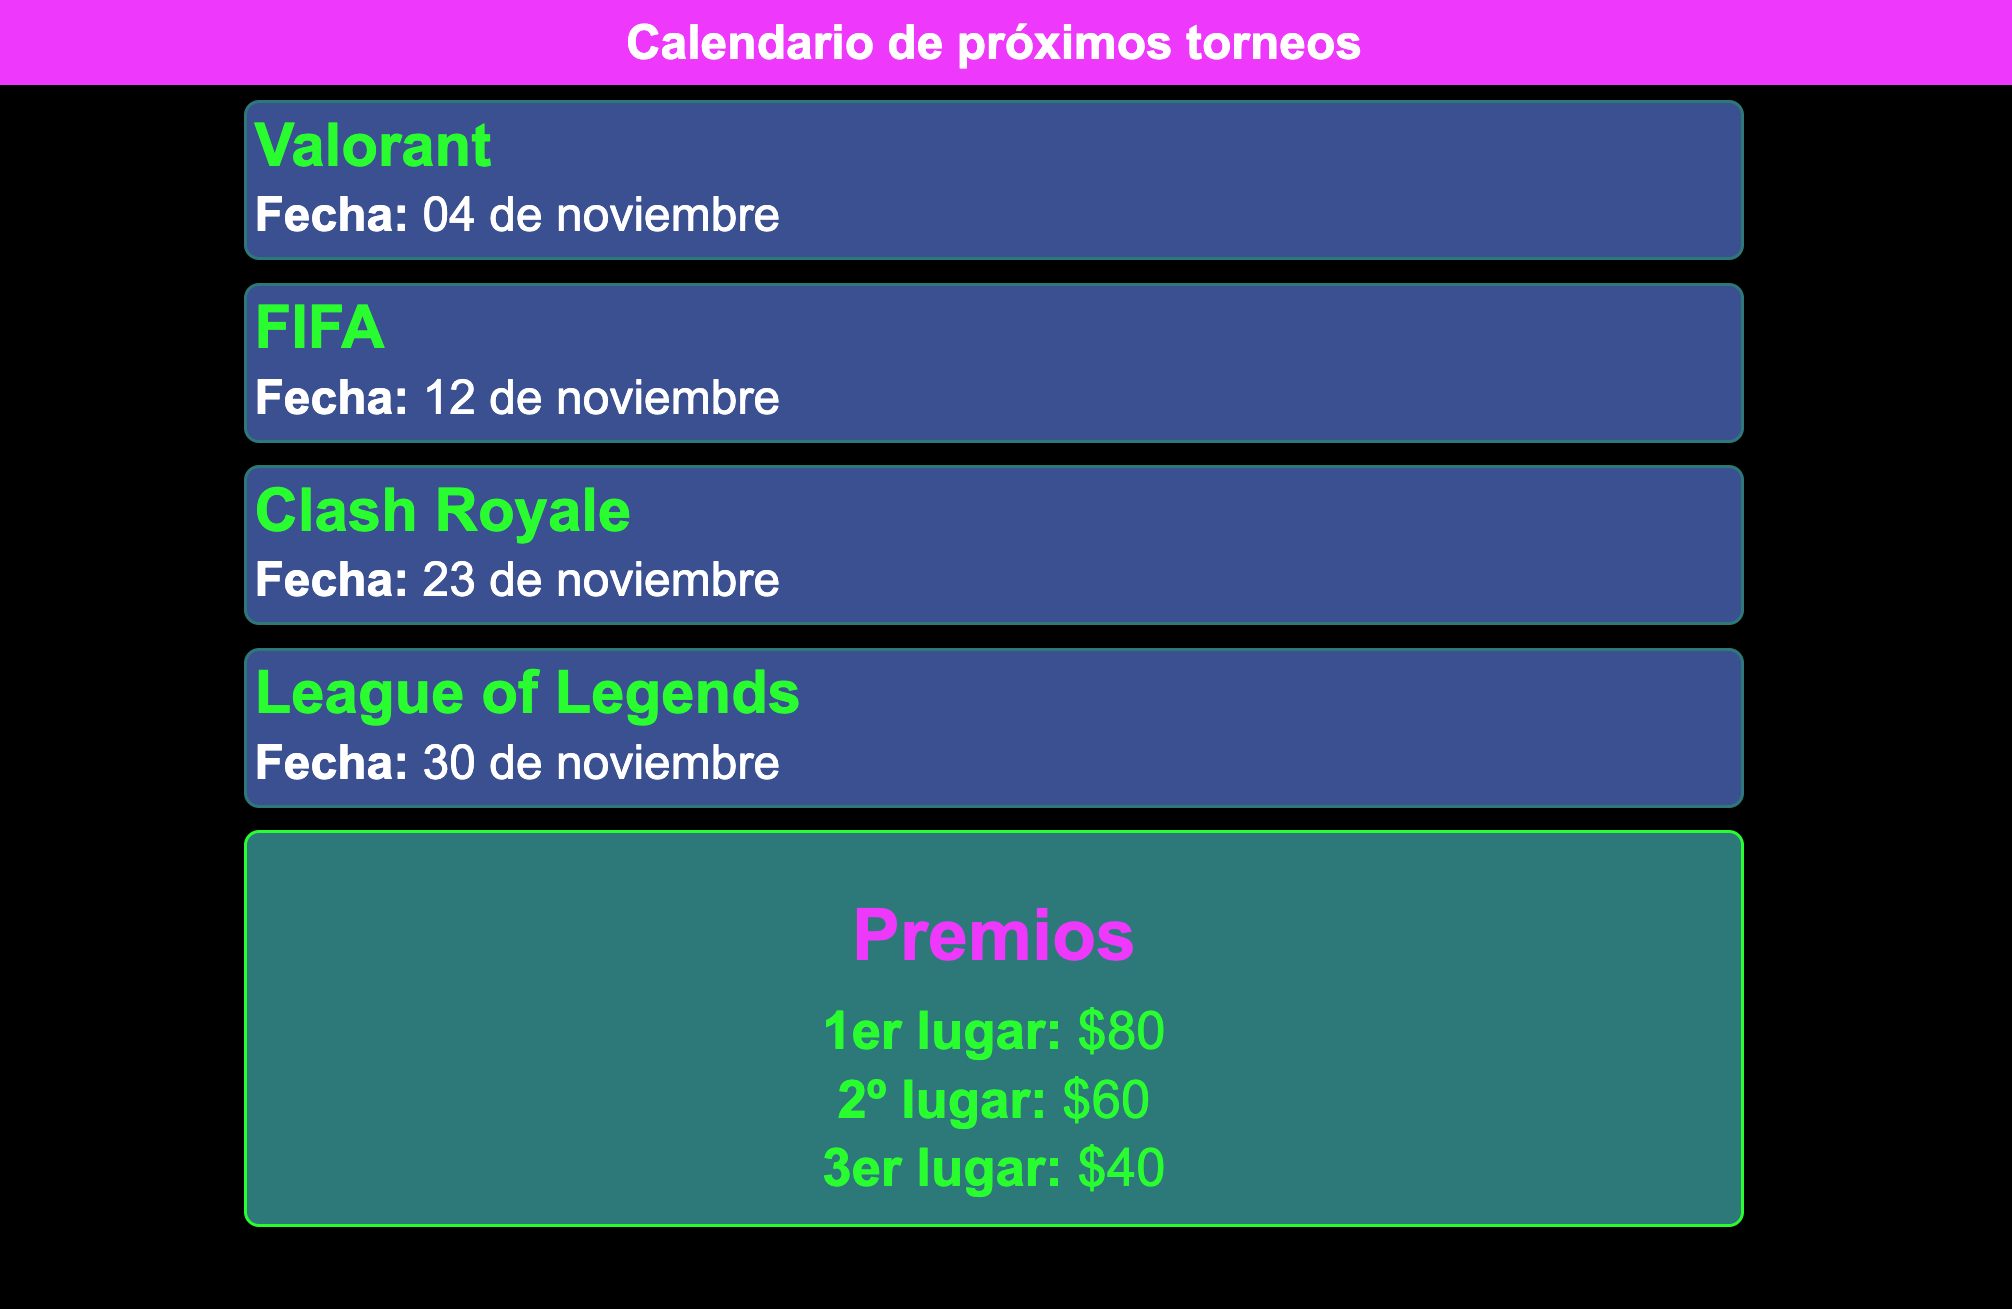 Calendario de próximos torneos
Valorant
Fecha: 04 de noviembre
FIFA
Fecha: 12 de noviembre
Clash Royale
Fecha: 23 de noviembre
League of Legends
Fecha: 30 de noviembre
Premios
1er lugar: $80
2º lugar: $60
3er lugar: $40